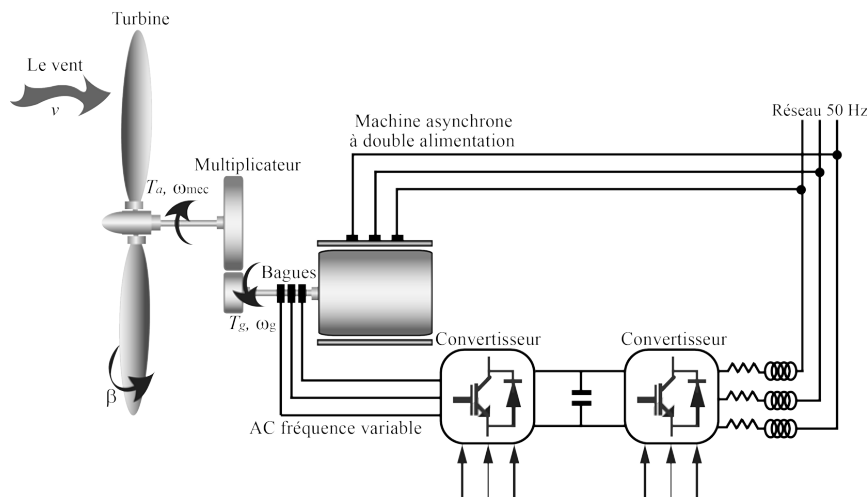 Turbine
Le vent
v
Machine asynchrone
à double alimentation
Réseau 50 Hz
Multiplicateur
Ta, ωmec
Bagues
Tg, ωg
Convertisseur
Convertisseur
β
AC fréquence variable